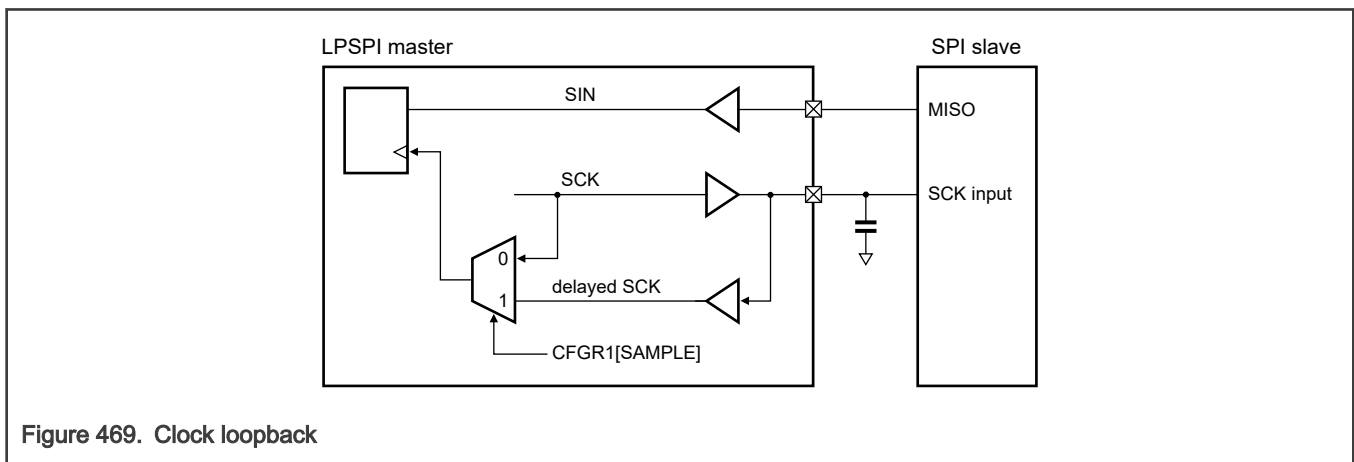 LPSPI master
SPI slave
SIN
MISO
SCK
SCK input
0
delayed SCK
1
CFGR1[SAMPLE]
Figure 469. Clock loopback